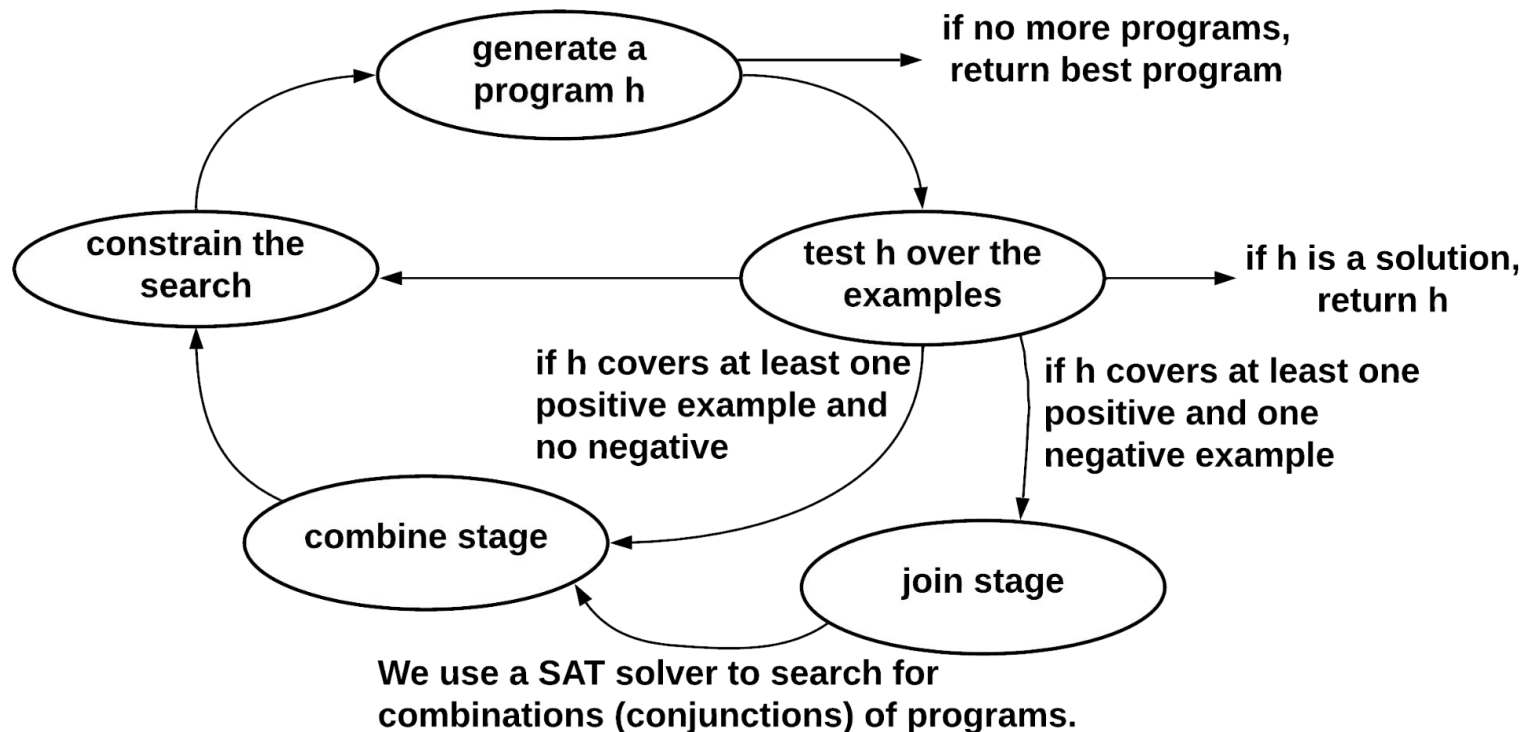 generate a
program h
if no more programs,
return best program
constrain the
search
test h over the
examples
if h is a solution,
return h
if h covers at least one
positive example and
no negative
if h covers at least one
positive and one
negative example
combine stage
join stage
We use a SAT solver to search for
combinations (conjunctions) of programs.